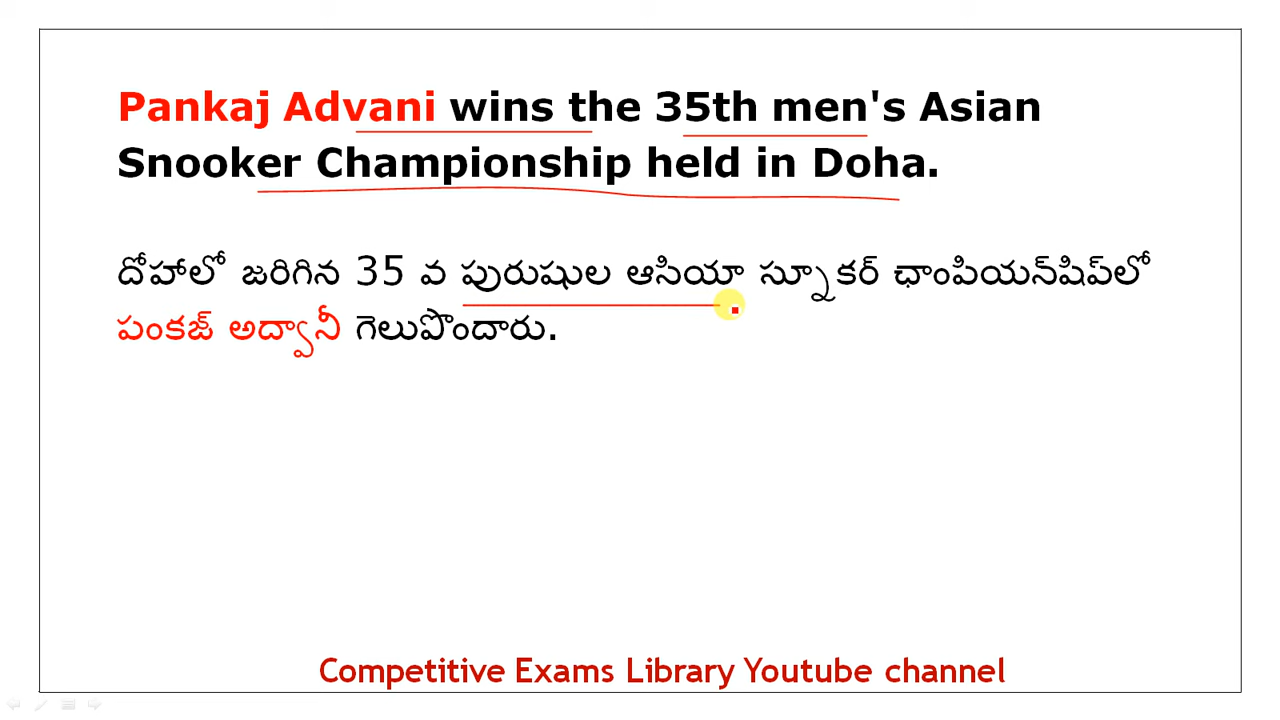 Pankaj Advani wins the 35th men's Asian
Snooker Championship held in Doha.
దోహాలో జరిగిన 35 వ పురుషుల ఆసియా స్నూకర్ ఛాంపియన్‌షిప్‌లో
పంకజ్ అద్వానీ గెలుపొందారు.
Competitive Exams Library Youtube channel